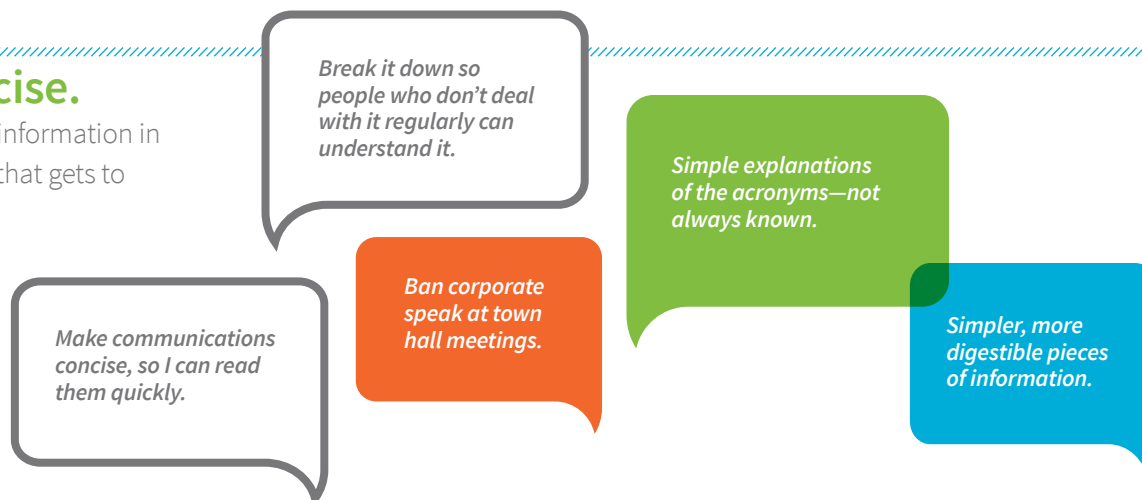 cise.
information in
that gets to
Break it down so
people who don’t deal
with it regularly can
understand it.
Simple explanations
of the acronyms—not
always known.
Ban corporate
speak at town
hall meetings.
Make communications
concise, so I can read
them quickly.
Simpler, more
digestible pieces
of information.